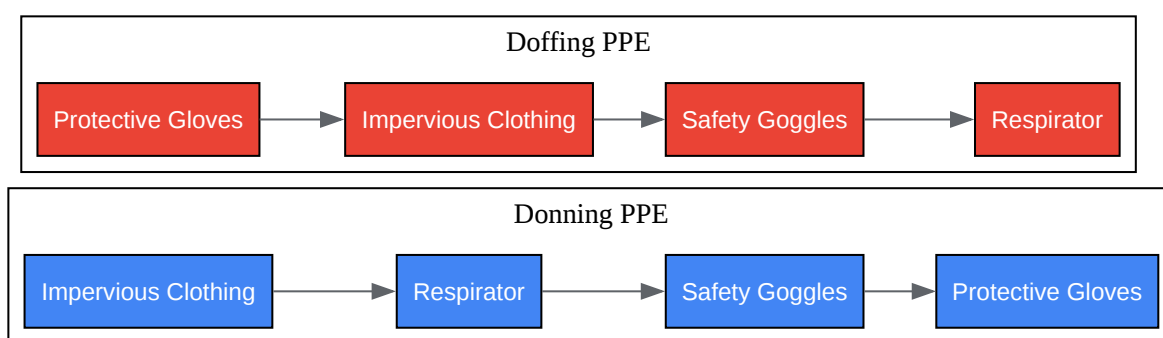 Doffing PPE
Protective Gloves
Impervious Clothing
Safety Goggles
Respirator
Donning PPE
Impervious Clothing
Respirator
Safety Goggles
Protective Gloves